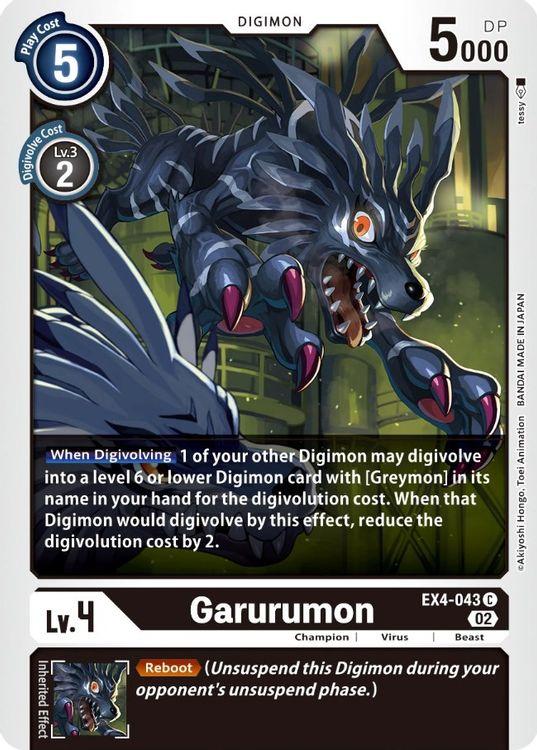 DIGIMON
Play Cost
5
DP
5000
Digivolve Cost
Lv.3
2
tessy
BANDAI MADE IN JAPAN
©Akiyoshi Hongo, Toei Animation
When Digivolving 1 of your other Digimon may digivolve
into a level 6 or lower Digimon card with [Greymon] in its
name in your hand for the digivolution cost. When that
Digimon would digivolve by this effect, reduce the
digivolution cost by 2.
Lv.4
Garurumon
EX4-043 C
02
Champion | Virus | Beast
Inherited Effect
Reboot (Unsuspend this Digimon during your
opponent's unsuspend phase.)